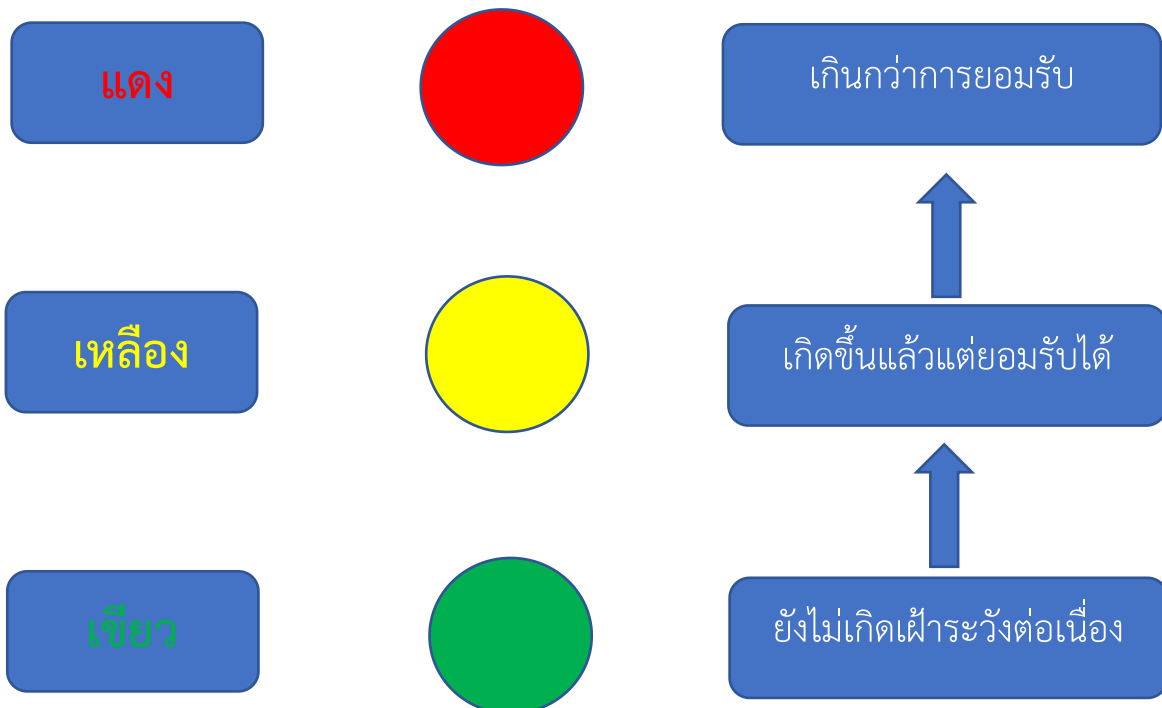 แดง
เกินกว่าการยอมรับ
เหลือง
เกิดขึ้นแล้วแต่ยอมรับได้
เขียว
ยังไม่เกิดเฝ้าระวังต่อเนื่อง